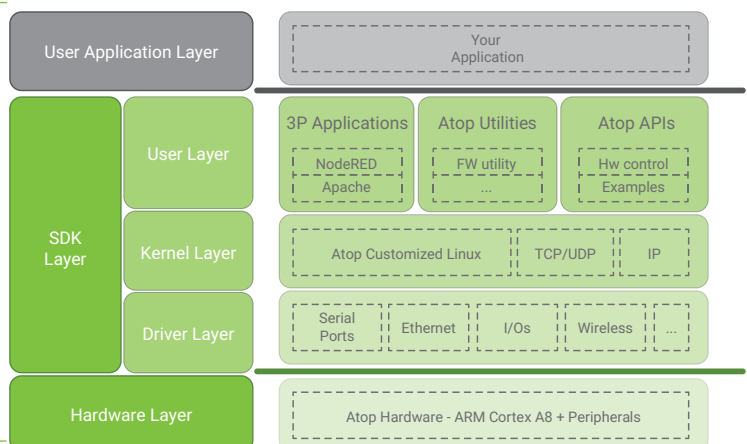 User Application Layer
Your
Application
SDK
Layer
User Layer
3P Applications
NodeRED
Apache
Atop Utilities
FW utility
...
Atop APIs
Hw control
Examples
Kernel Layer
Atop Customized Linux
TCP/UDP
IP
Driver Layer
Serial
Ports
Ethernet
I/Os
Wireless
...
Hardware Layer
Atop Hardware - ARM Cortex A8 + Peripherals